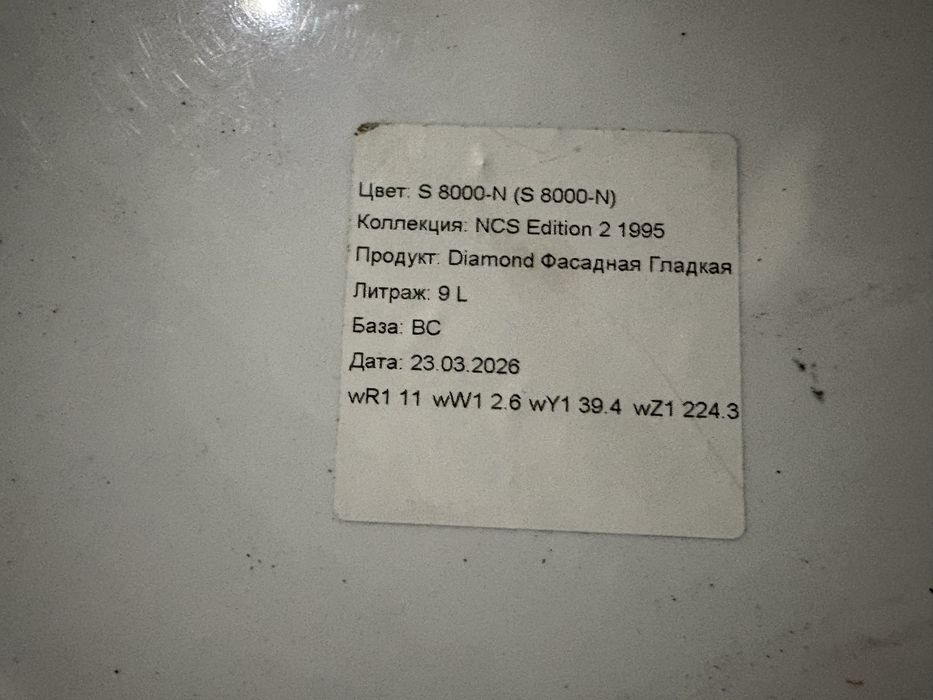 Цвет: S 8000-N (S 8000-N)
Коллекция: NCS Edition 2 1995
Продукт: Diamond Фасадная Гладкая
Литраж: 9 L
База: BC
Дата: 23.03.2026
wR1 11 wW1 2.6 wY1 39.4 wZ1 224.3